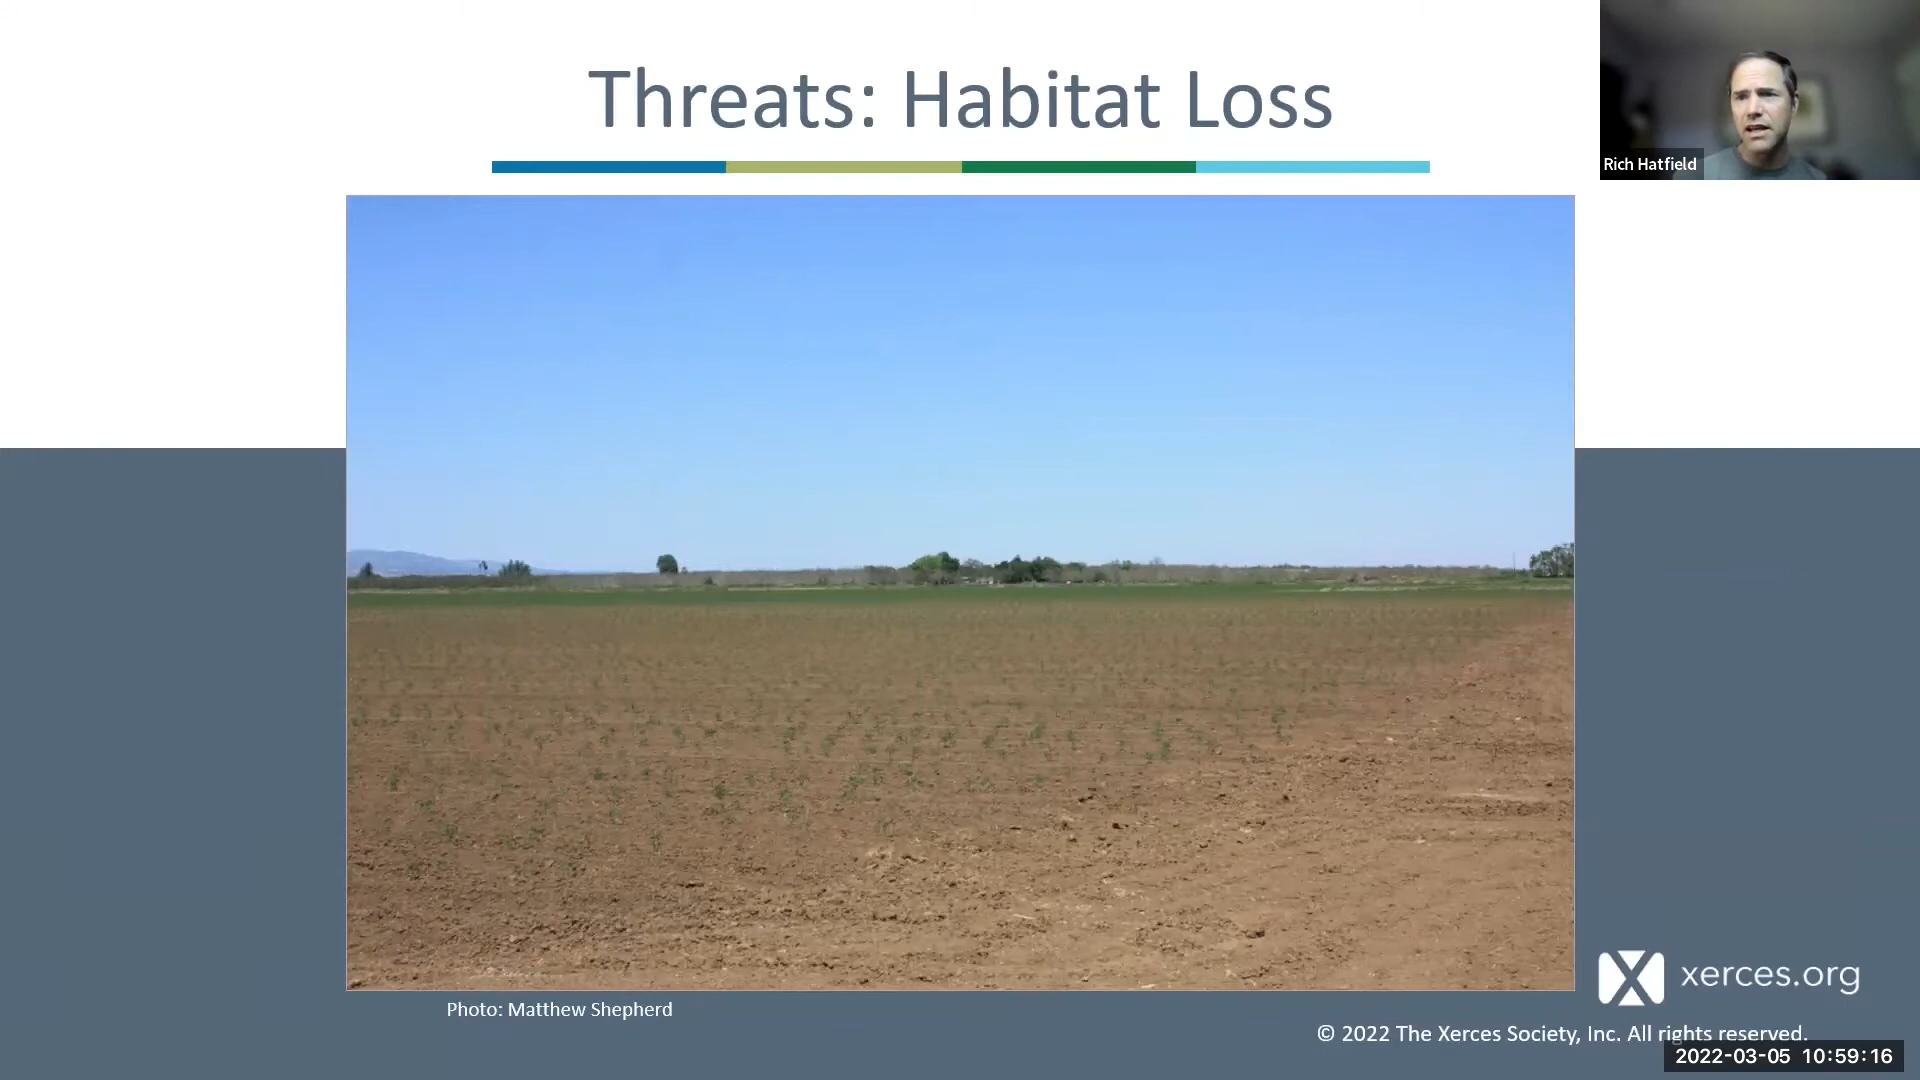 Threats: Habitat Loss
Rich Hatfield
xerces.org
Photo: Matthew Shepherd
© 2022 The Xerces Society, Inc. All rights reserved.
2022-03-05 10:59:16